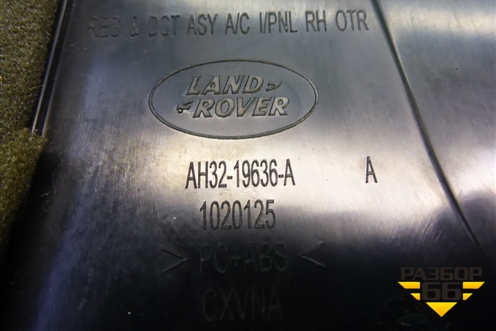 REG & DCT ASY A/C I/PNL RH OTR
LAND
ROVER
AH32-19636-A A
1020125
> PC+ABS <
CXVNA
РАЗБОР
66